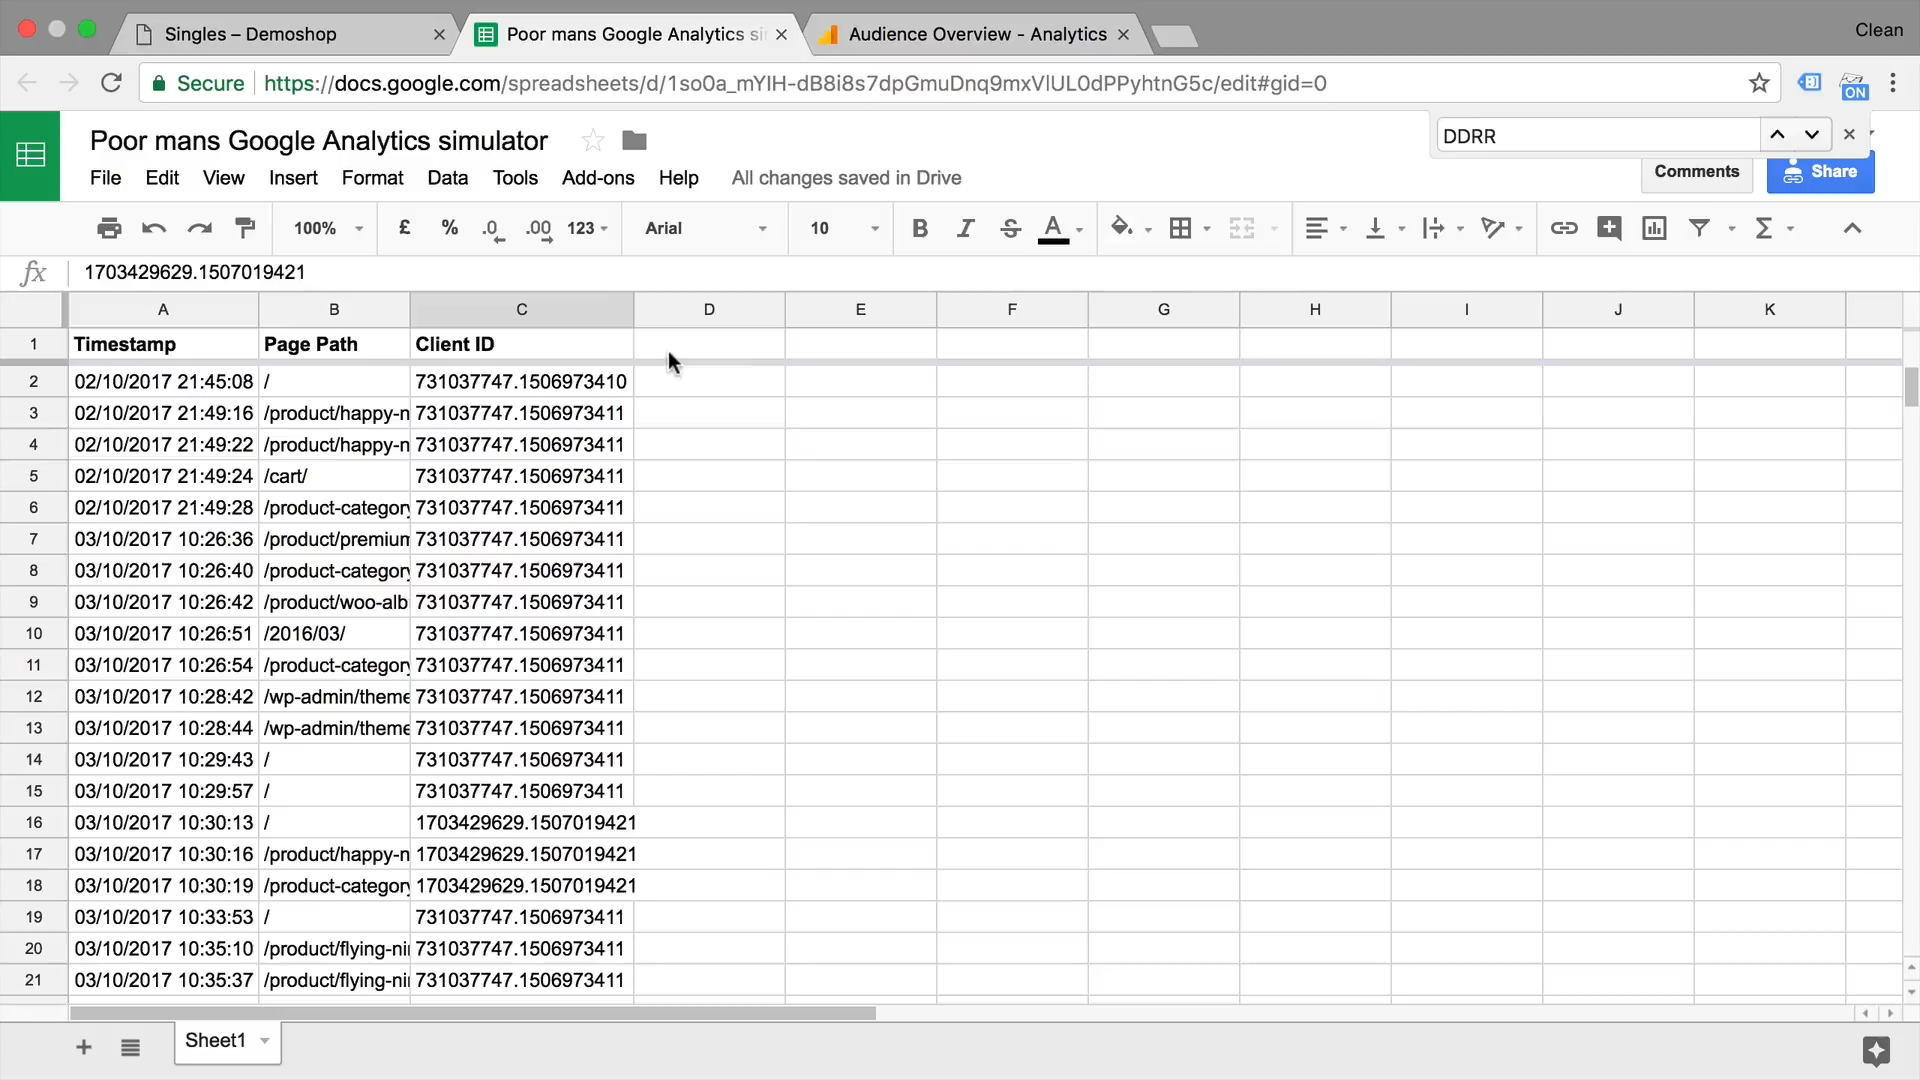 Singles – Demoshop
Poor mans Google Analytics si
Audience Overview - Analytics
Clean
Secure https://docs.google.com/spreadsheets/d/1so0a_mYIH-dB8i8s7dpGmuDnq9mxVlUL0dPPyhtnG5c/edit#gid=0
ON
Poor mans Google Analytics simulator
DDRR
File Edit View Insert Format Data Tools Add-ons Help All changes saved in Drive
Comments
Share
100% £ % .0 .00 123 Arial 10 B I S A
fx 1703429629.1507019421
A B C D E F G H I J K
1 Timestamp Page Path Client ID
2 02/10/2017 21:45:08 / 731037747.1506973410
3 02/10/2017 21:49:16 /product/happy-n 731037747.1506973411
4 02/10/2017 21:49:22 /product/happy-n 731037747.1506973411
5 02/10/2017 21:49:24 /cart/ 731037747.1506973411
6 02/10/2017 21:49:28 /product-category 731037747.1506973411
7 03/10/2017 10:26:36 /product/premium 731037747.1506973411
8 03/10/2017 10:26:40 /product-category 731037747.1506973411
9 03/10/2017 10:26:42 /product/woo-alb 731037747.1506973411
10 03/10/2017 10:26:51 /2016/03/ 731037747.1506973411
11 03/10/2017 10:26:54 /product-category 731037747.1506973411
12 03/10/2017 10:28:42 /wp-admin/theme 731037747.1506973411
13 03/10/2017 10:28:44 /wp-admin/theme 731037747.1506973411
14 03/10/2017 10:29:43 / 731037747.1506973411
15 03/10/2017 10:29:57 / 731037747.1506973411
16 03/10/2017 10:30:13 / 1703429629.1507019421
17 03/10/2017 10:30:16 /product/happy-n 1703429629.1507019421
18 03/10/2017 10:30:19 /product-category 1703429629.1507019421
19 03/10/2017 10:33:53 / 731037747.1506973411
20 03/10/2017 10:35:10 /product/flying-nin 731037747.1506973411
21 03/10/2017 10:35:37 /product/flying-nin 731037747.1506973411
Sheet1